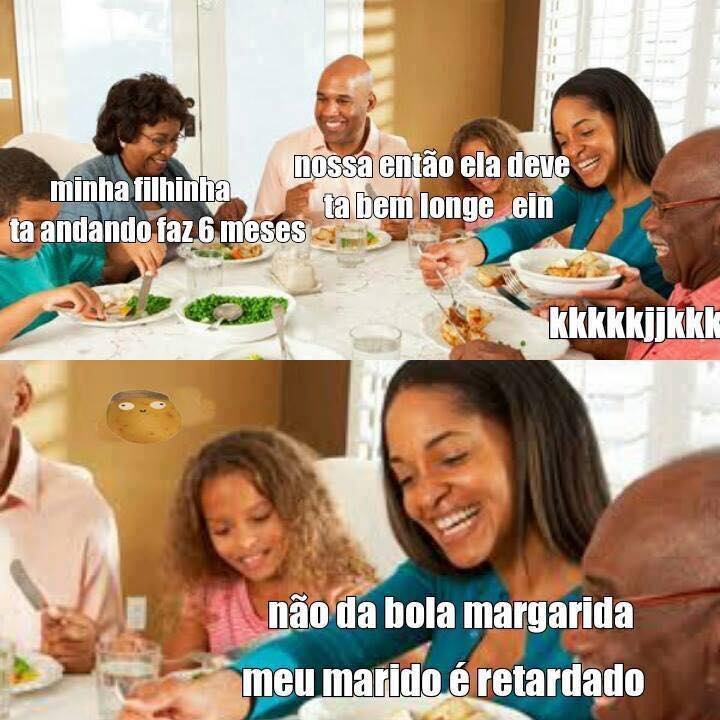 minha filhinha
ta andando faz 6 meses
nossa então ela deve
ta bem longe ein
kkkkkjjkkk
não da bola margarida
meu marido é retardado